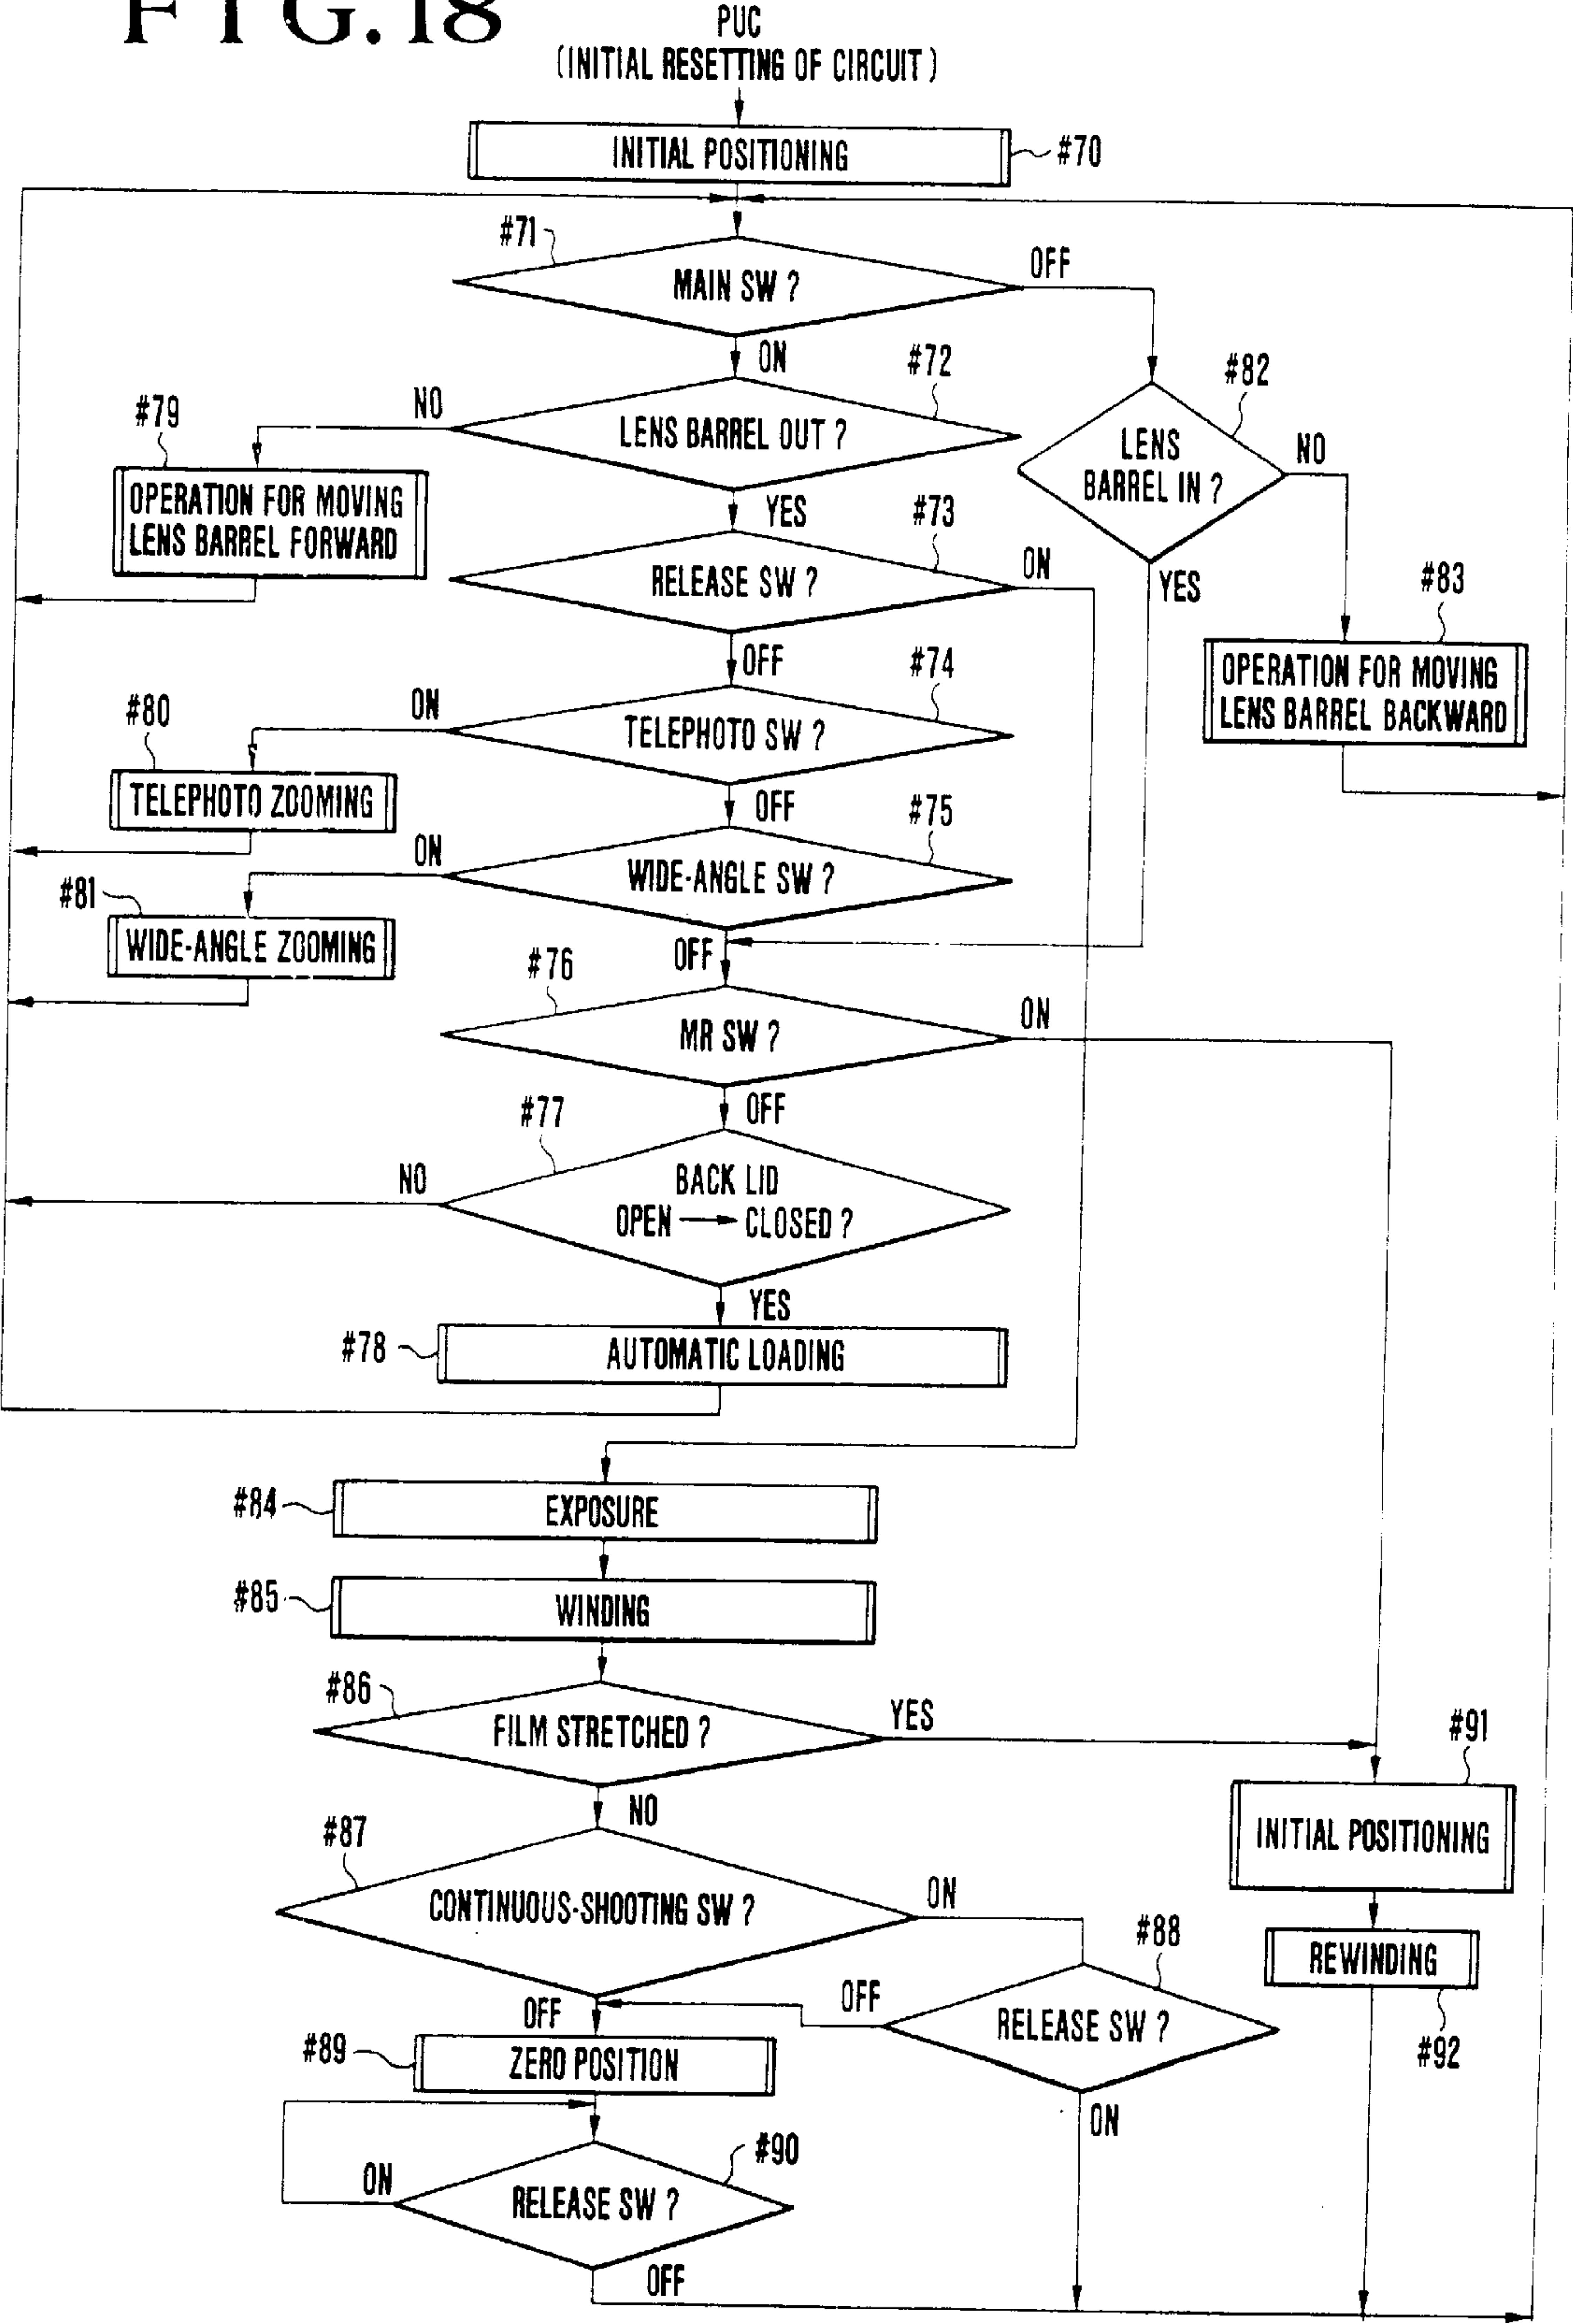 FIG.18
PUC
(INITIAL RESETTING OF CIRCUIT)
INITIAL POSITIONING
#70
#71
MAIN SW ?
OFF
ON
#72
LENS BARREL OUT ?
NO
#79
OPERATION FOR MOVING
LENS BARREL FORWARD
#82
LENS
BARREL IN ?
NO
YES
YES
#73
RELEASE SW ?
ON
#83
OPERATION FOR MOVING
LENS BARREL BACKWARD
OFF
#74
TELEPHOTO SW ?
ON
#80
TELEPHOTO ZOOMING
OFF
#75
WIDE-ANGLE SW ?
ON
#81
WIDE-ANGLE ZOOMING
OFF
#76
MR SW ?
ON
OFF
#77
BACK LID
OPEN → CLOSED ?
NO
YES
#78
AUTOMATIC LOADING
#84
EXPOSURE
#85
WINDING
#86
FILM STRETCHED ?
YES
#91
INITIAL POSITIONING
NO
#87
CONTINUOUS-SHOOTING SW ?
ON
#88
RELEASE SW ?
OFF
REWINDING
#92
OFF
#89
ZERO POSITION
ON
#90
RELEASE SW ?
ON
OFF